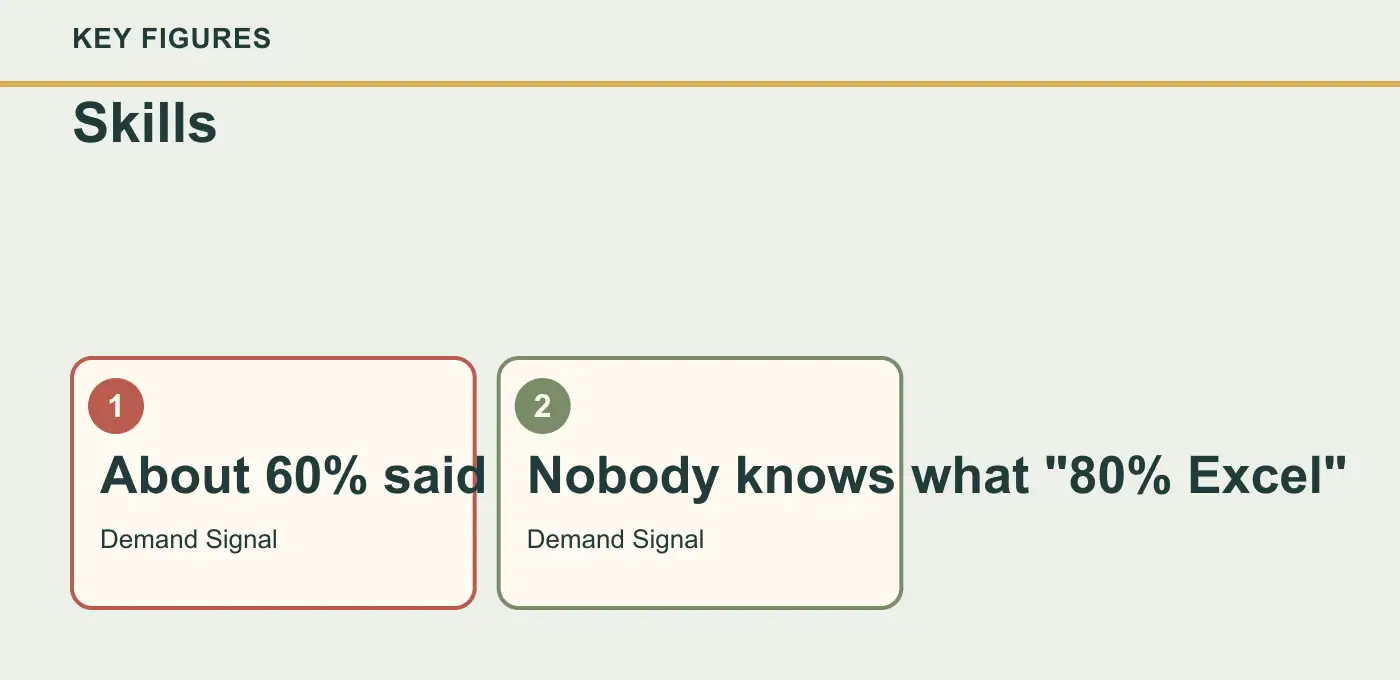 KEY FIGURES
Skills
1
About 60% said
Demand Signal
2
Nobody knows what "80% Excel"
Demand Signal